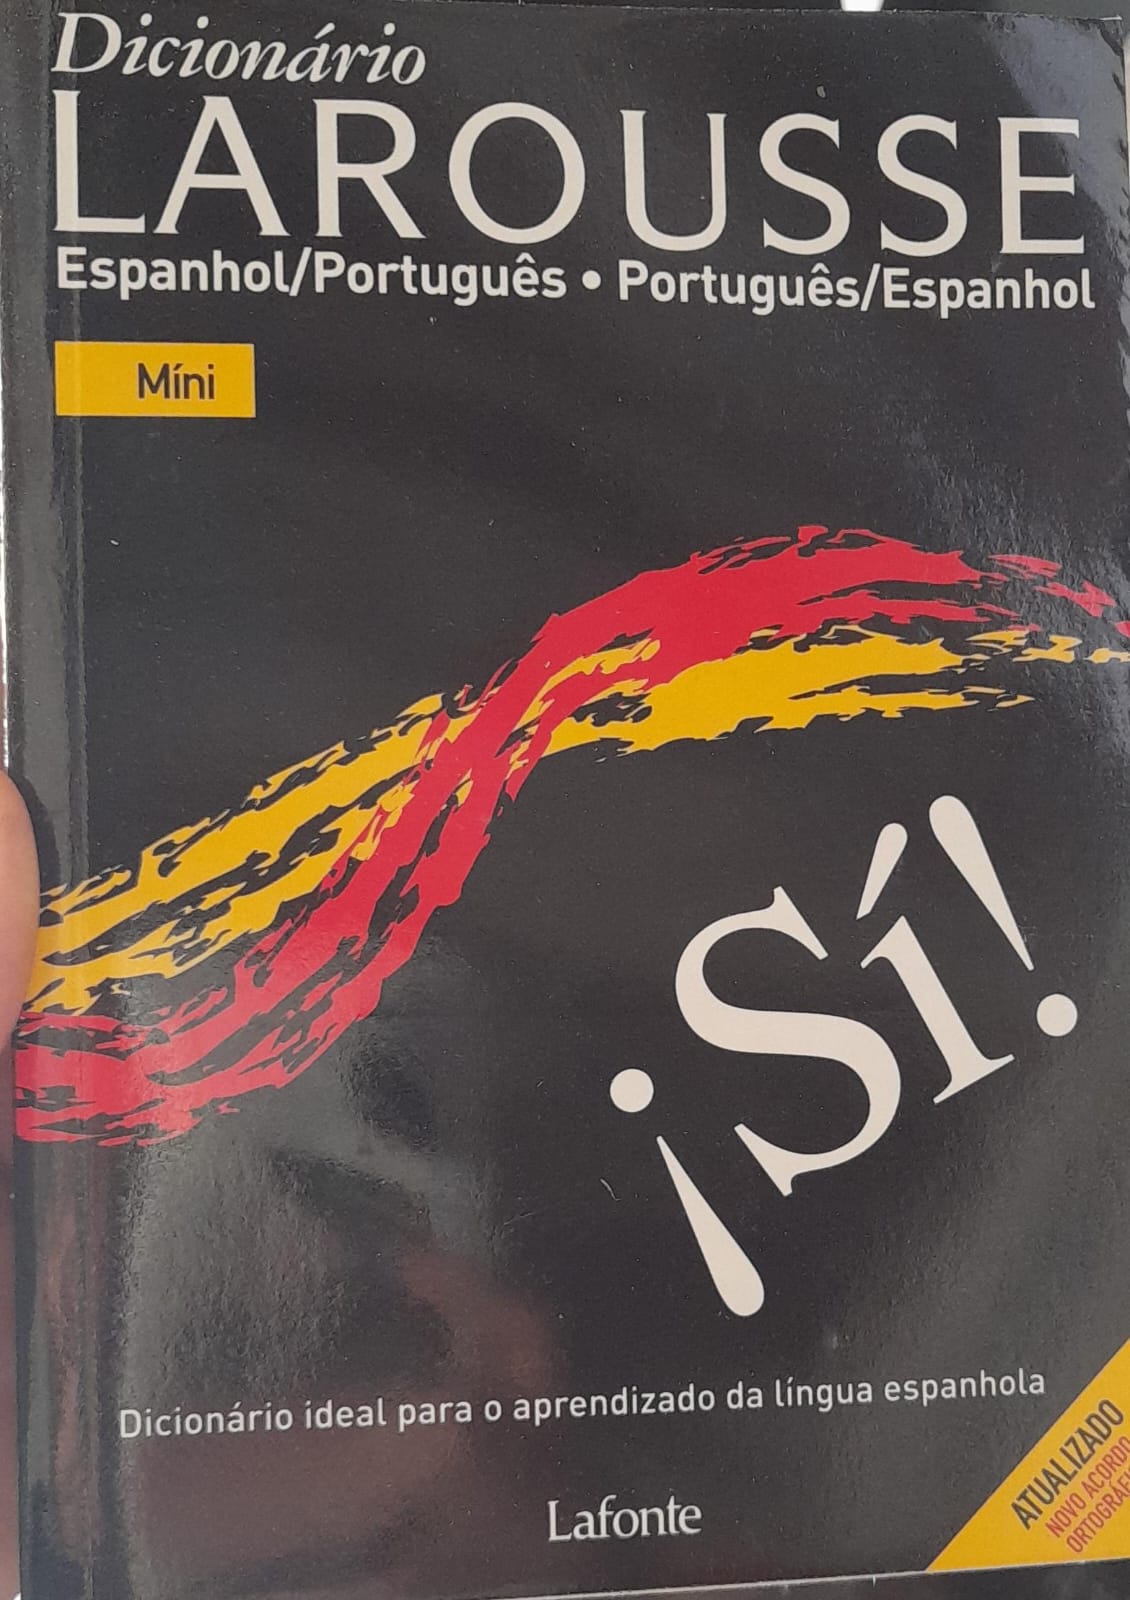 Dicionário
LAROUSSE
Espanhol/Português • Português/Espanhol
Míni
¡Sí!
Dicionário ideal para o aprendizado da língua espanhola
Lafonte
ATUALIZADO
NOVO ACORDO